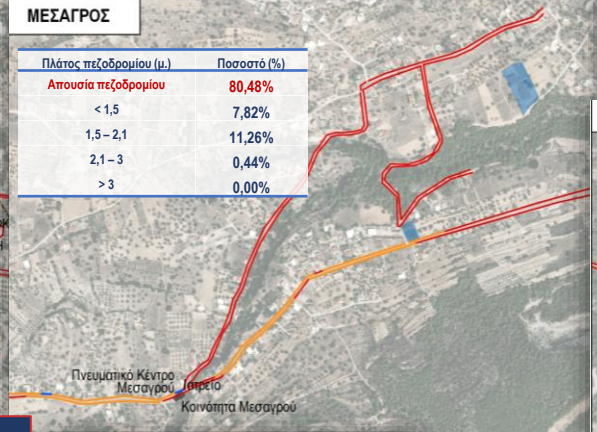 ΜΕΣΑΓΡΟΣ
Πλάτος πεζοδρομίου (μ.) Ποσοστό (%)
Απουσία πεζοδρομίου 80,48%
< 1,5 7,82%
1,5 – 2,1 11,26%
2,1 – 3 0,44%
> 3 0,00%
Πνευματικό Κέντρο
Μεσαγρού Ιατρείο
Κοινότητα Μεσαγρού